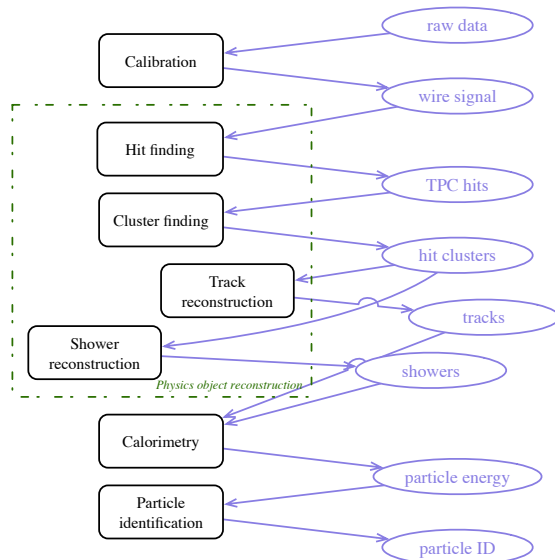 raw data
Calibration
wire signal
Hit finding
TPC hits
Cluster finding
hit clusters
Track
reconstruction
tracks
Shower
reconstruction
showers
Physics object reconstruction
Calorimetry
particle energy
Particle
identification
particle ID